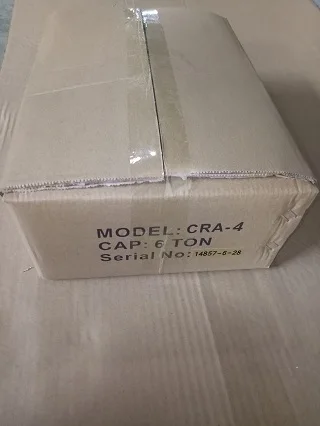 MODEL: CRA-4
CAP: 6 TON
Serial No: 14857-6-28